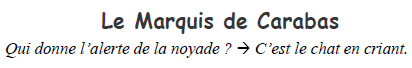 Le Marquis de Carabas
Qui donne l’alerte de la noyade ? → C’est le chat en criant.